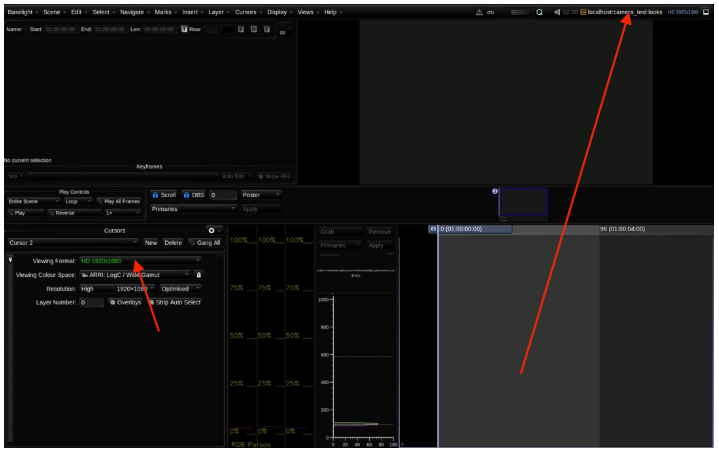 Baselight Scene Edit Select Navigate Marks Insert Layer Cursors Display Views Help 12:30 localhost:camera_test:looks HD 1920x1080
Name: Start: 01:00:00:00 End: 01:00:00:00 Len: 00:00:00:00 Row:
No current selection
Keyframes
N/A Auto Edit Stripe KFs
Play Controls
Entire Scene Loop Play All Frames
Play Reverse 1×
Scroll DBS 0 Poster
Primaries Apply
Cursors
Cursor 2 New Delete Gang All
Viewing Format: HD 1920x1080
Viewing Colour Space: ARRI: LogC / Wide Gamut
Resolution: High 1920×1080 Optimised
Layer Number: 0 Overlays Strip Auto Select
100% 100% 100%
75% 75% 75%
50% 50% 50%
25% 25% 25%
0% 0% 0%
RGB Parade
Grab Remove
Primaries Apply
1000
800
600
400
200
0
0 20 40 60 80 100
0 (01:00:00:00) 96 (01:00:04:00)